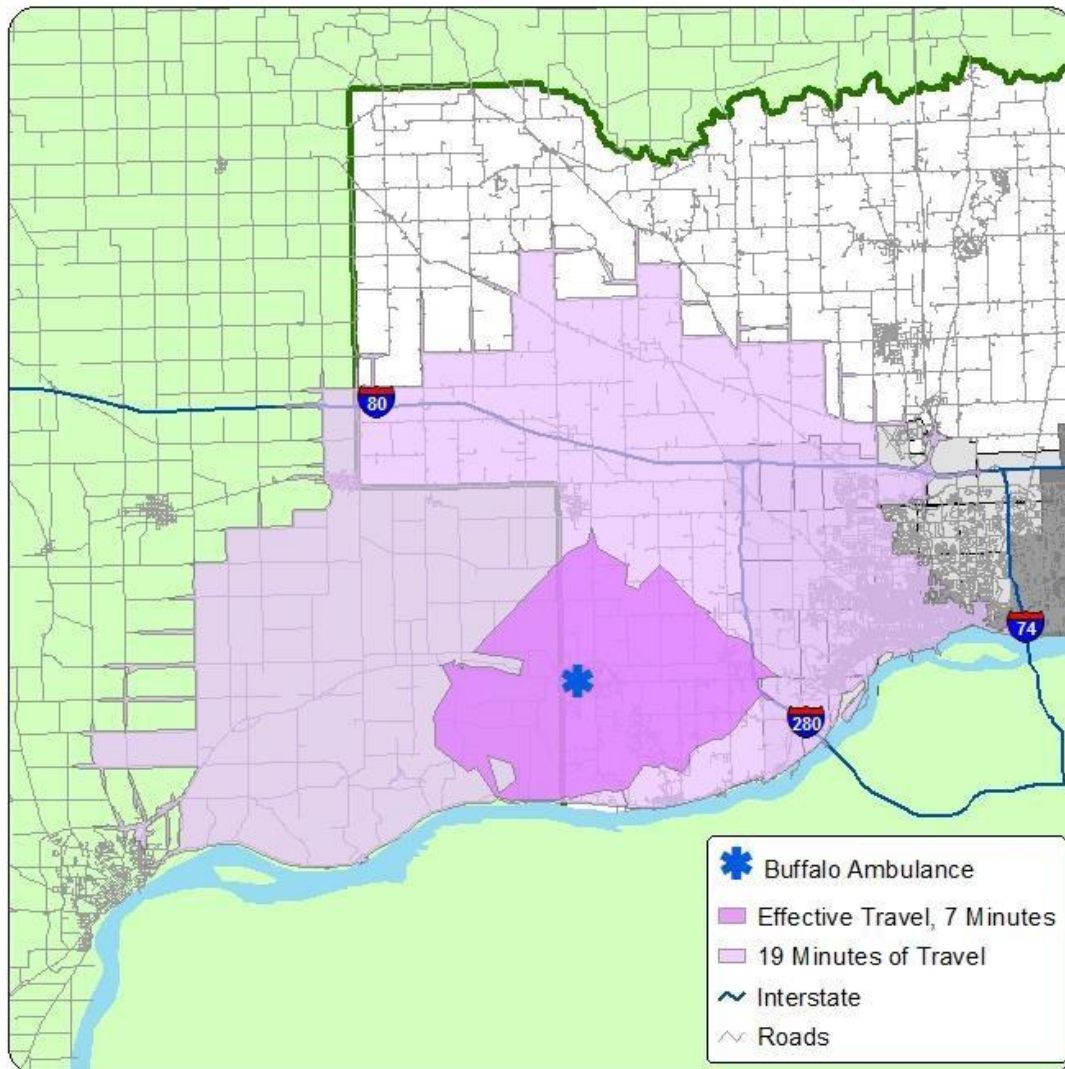 80
74
280
Buffalo Ambulance
Effective Travel, 7 Minutes
19 Minutes of Travel
Interstate
Roads